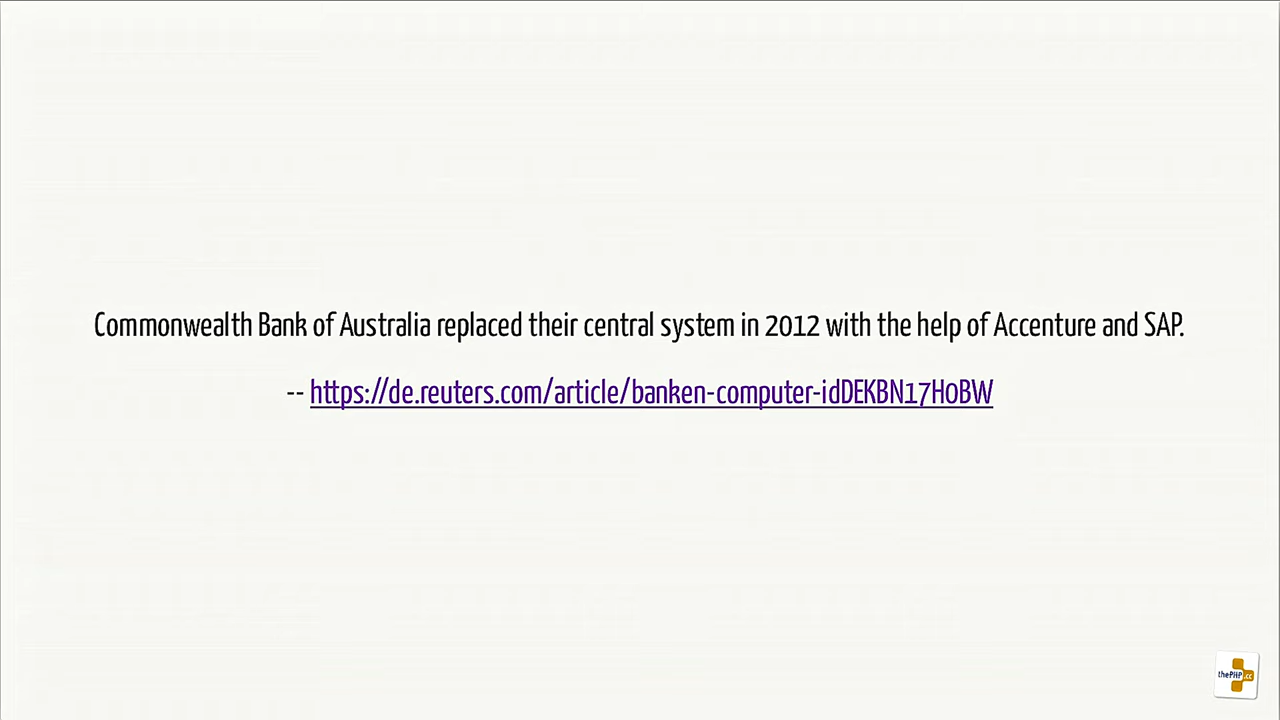 Commonwealth Bank of Australia replaced their central system in 2012 with the help of Accenture and SAP.
-- https://de.reuters.com/article/banken-computer-idDEKBN17H0BW
thePHP.cc